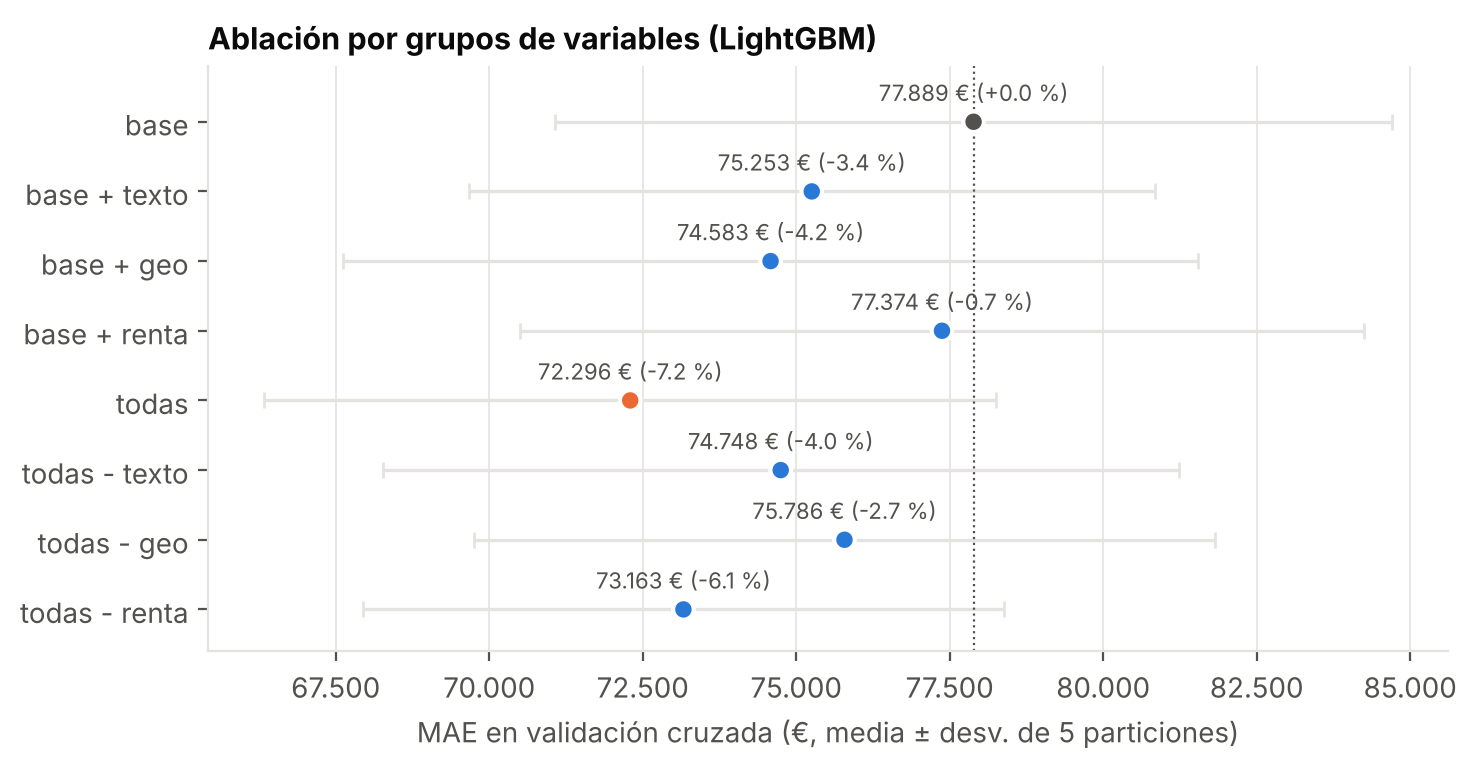 Ablación por grupos de variables (LightGBM)
77.889 € (+0.0 %)
base
75.253 € (-3.4 %)
base + texto
74.583 € (-4.2 %)
base + geo
77.374 € (-0.7 %)
base + renta
72.296 € (-7.2 %)
todas
74.748 € (-4.0 %)
todas - texto
75.786 € (-2.7 %)
todas - geo
73.163 € (-6.1 %)
todas - renta
67.500 70.000 72.500 75.000 77.500 80.000 82.500 85.000
MAE en validación cruzada (€, media ± desv. de 5 particiones)